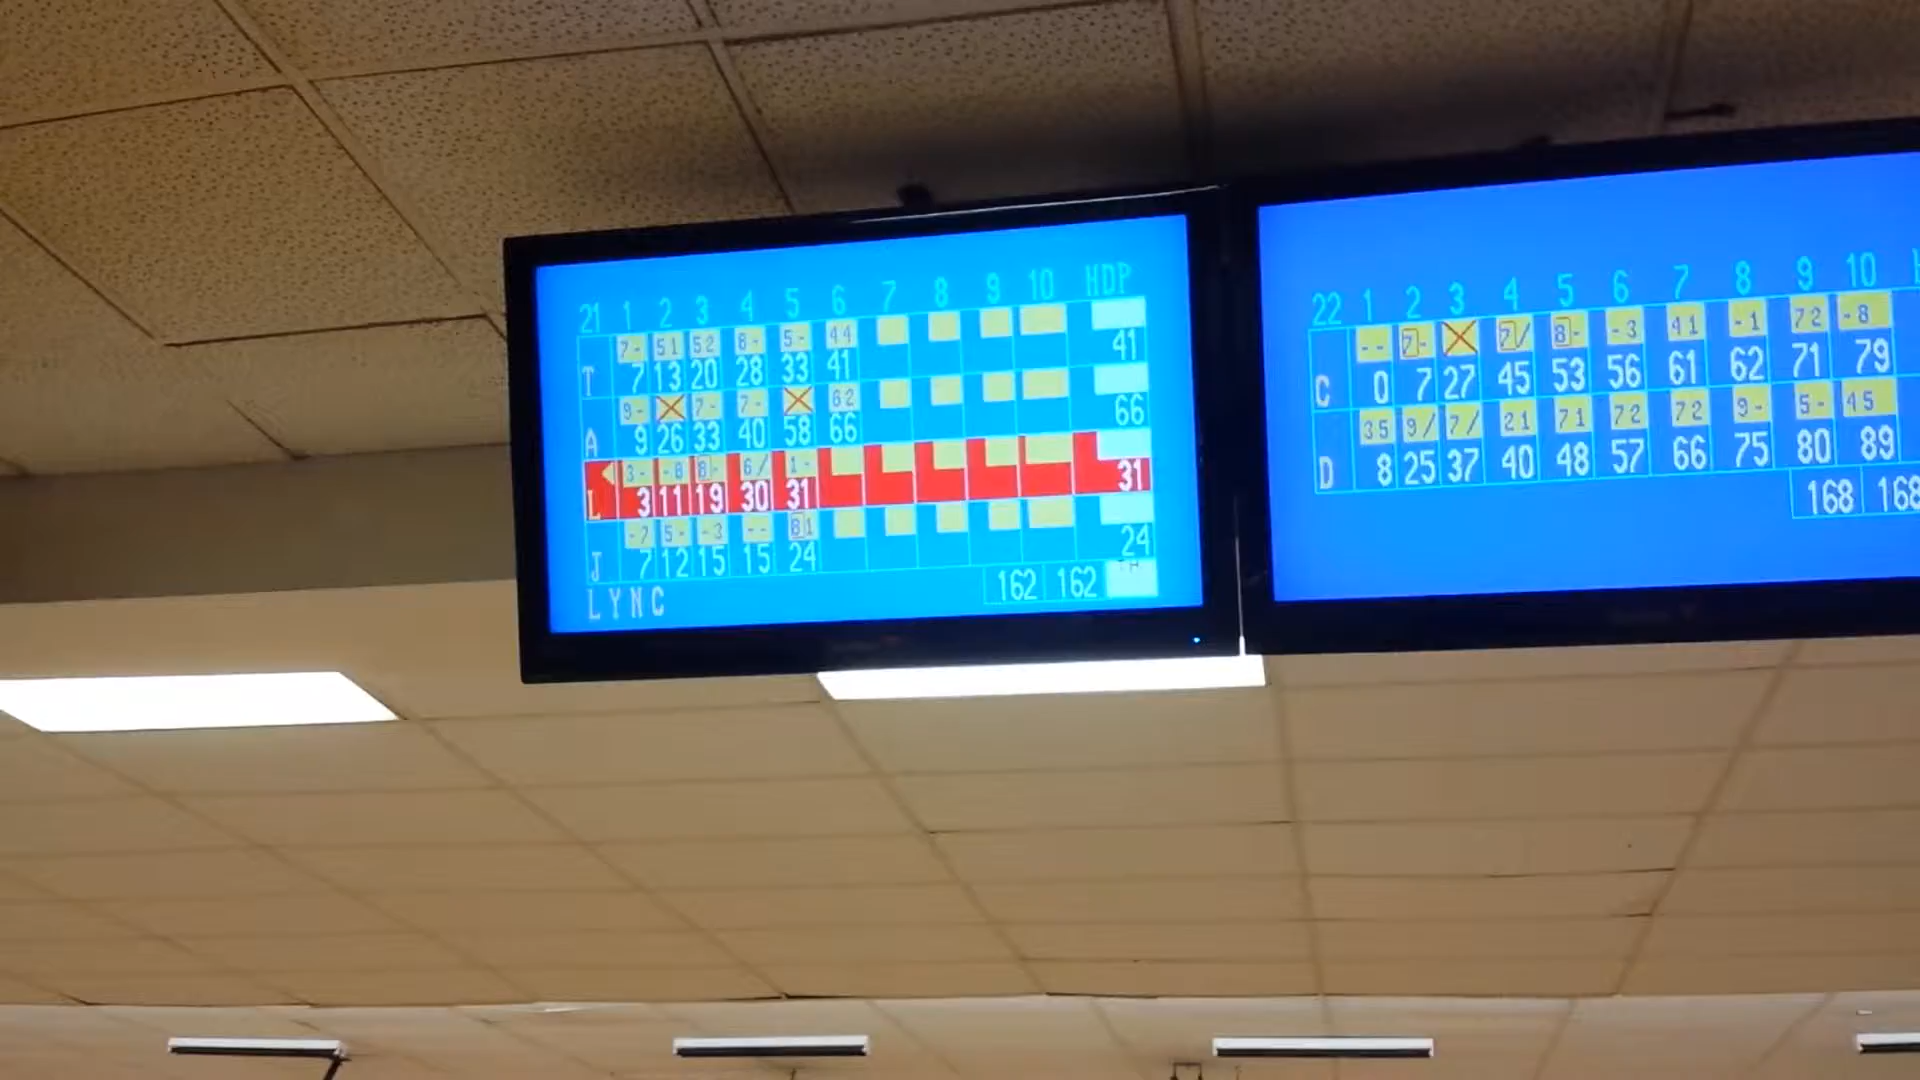 21 1 2 3 4 5 6 7 8 9 10 HDP
7- 51 52 8- 5- 44
T 7 13 20 28 33 41 41
9- X 7- 7- X 62
A 9 26 33 40 58 66 66
3- -8 8- 6/ 1-
L 3 11 19 30 31 31
-7 5- -3 -- 81
J 7 12 15 15 24 24
LYNC 162 162
22 1 2 3 4 5 6 7 8 9 10
-- 7- X 7/ 8- -3 41 -1 72 -8
C 0 7 27 45 53 56 61 62 71 79
35 9/ 7/ 21 71 72 72 9- 5- 45
D 8 25 37 40 48 57 66 75 80 89
168 168